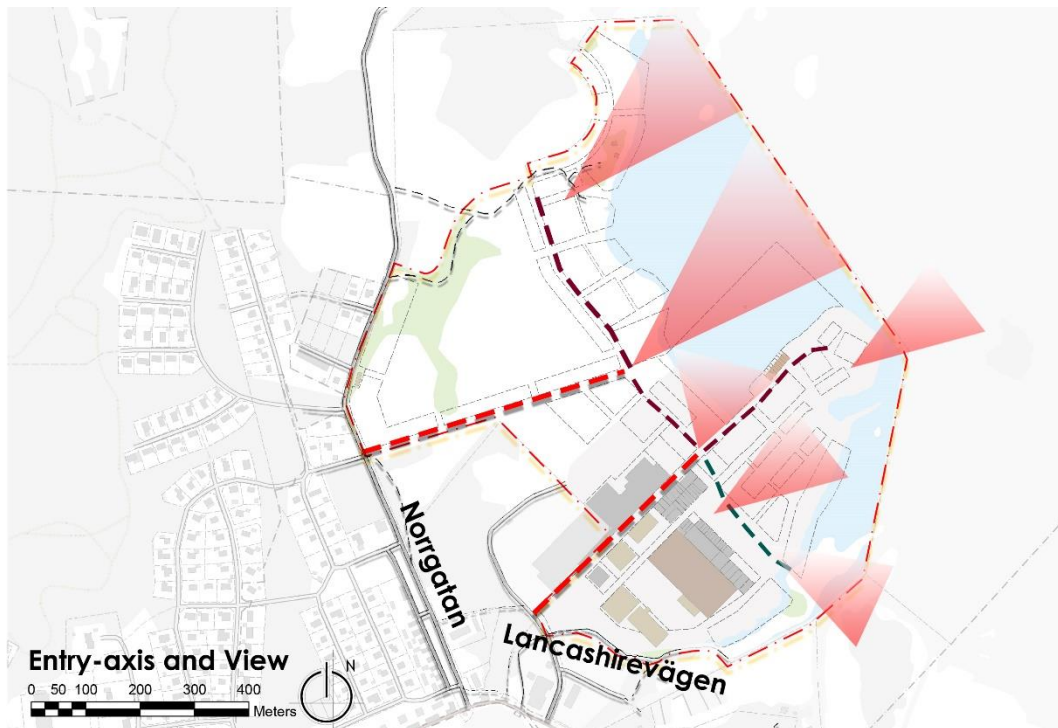 Norrgatan
Lancashirevägen
Entry-axis and View
N
0 50 100 200 300 400
Meters